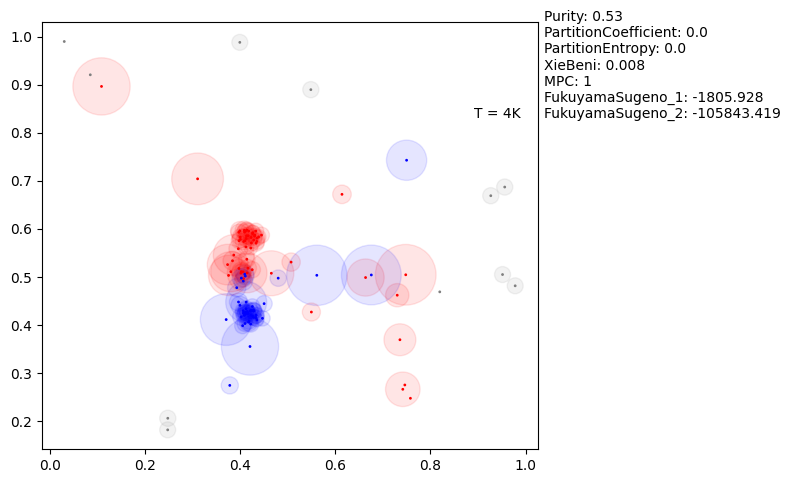 Purity: 0.53
PartitionCoefficient: 0.0
PartitionEntropy: 0.0
XieBeni: 0.008
MPC: 1
FukuyamaSugeno_1: -1805.928
FukuyamaSugeno_2: -105843.419
T = 4K
1.0
0.9
0.8
0.7
0.6
0.5
0.4
0.3
0.2
0.0
0.2
0.4
0.6
0.8
1.0